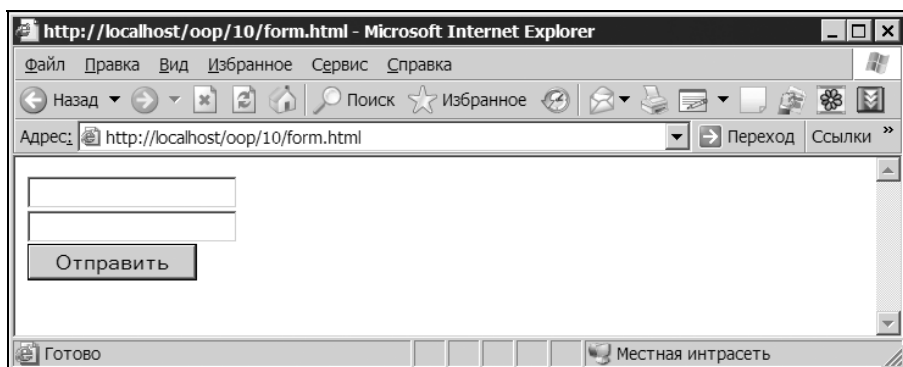 http://localhost/oop/10/form.html - Microsoft Internet Explorer
Файл Правка Вид Избранное Сервис Справка
Назад Поиск Избранное
Адрес: http://localhost/oop/10/form.html Переход Ссылки »
Отправить
Готово Местная интрасеть